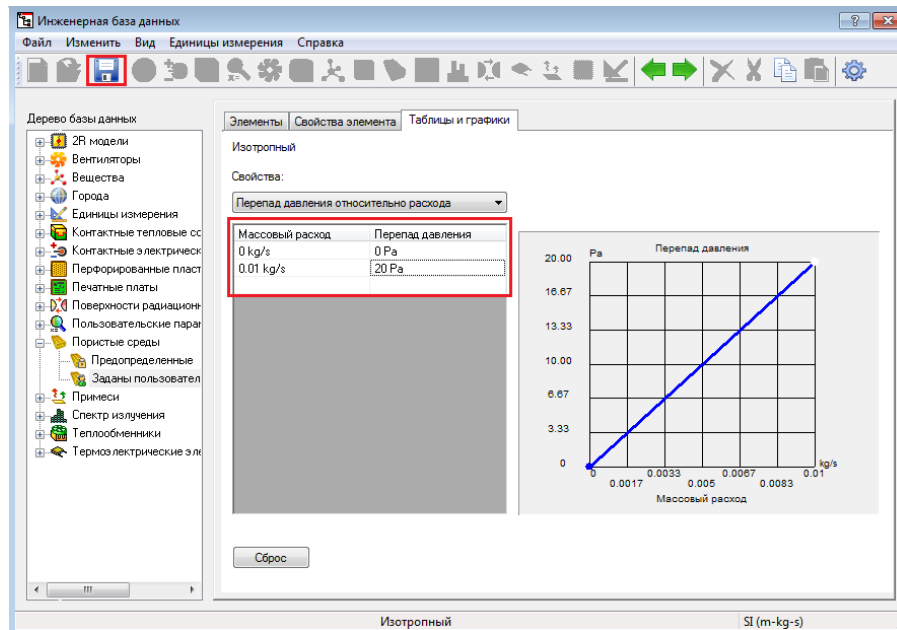 Инженерная база данных
Файл Изменить Вид Единицы измерения Справка
Дерево базы данных
2R модели
Вентиляторы
Вещества
Города
Единицы измерения
Контактные тепловые сс
Контактные электрическ
Перфорированные пласт
Печатные платы
Поверхности радиационн
Пользовательские парам
Пористые среды
Предопределенные
Заданы пользовател
Примеси
Спектр излучения
Теплообменники
Термоэлектрические эле
Элементы Свойства элемента Таблицы и графики
Изотропный
Свойства:
Перепад давления относительно расхода
Массовый расход Перепад давления
0 kg/s 0 Pa
0.01 kg/s 20 Pa
Сброс
Перепад давления
Pa
20.00
16.67
13.33
10.00
6.67
3.33
0
kg/s
0 0.0033 0.0067 0.01
0.0017 0.005 0.0083
Массовый расход
Изотропный SI (m-kg-s)